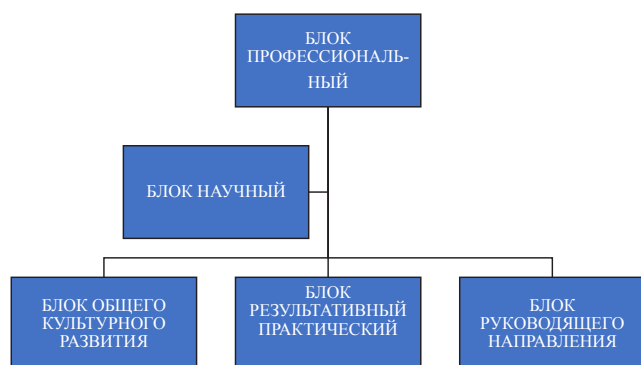 БЛОК
ПРОФЕССИОНАЛЬ-
НЫЙ
БЛОК НАУЧНЫЙ
БЛОК ОБЩЕГО
КУЛЬТУРНОГО
РАЗВИТИЯ
БЛОК
РЕЗУЛЬТАТИВНЫЙ
ПРАКТИЧЕСКИЙ
БЛОК
РУКОВОДЯЩЕГО
НАПРАВЛЕНИЯ